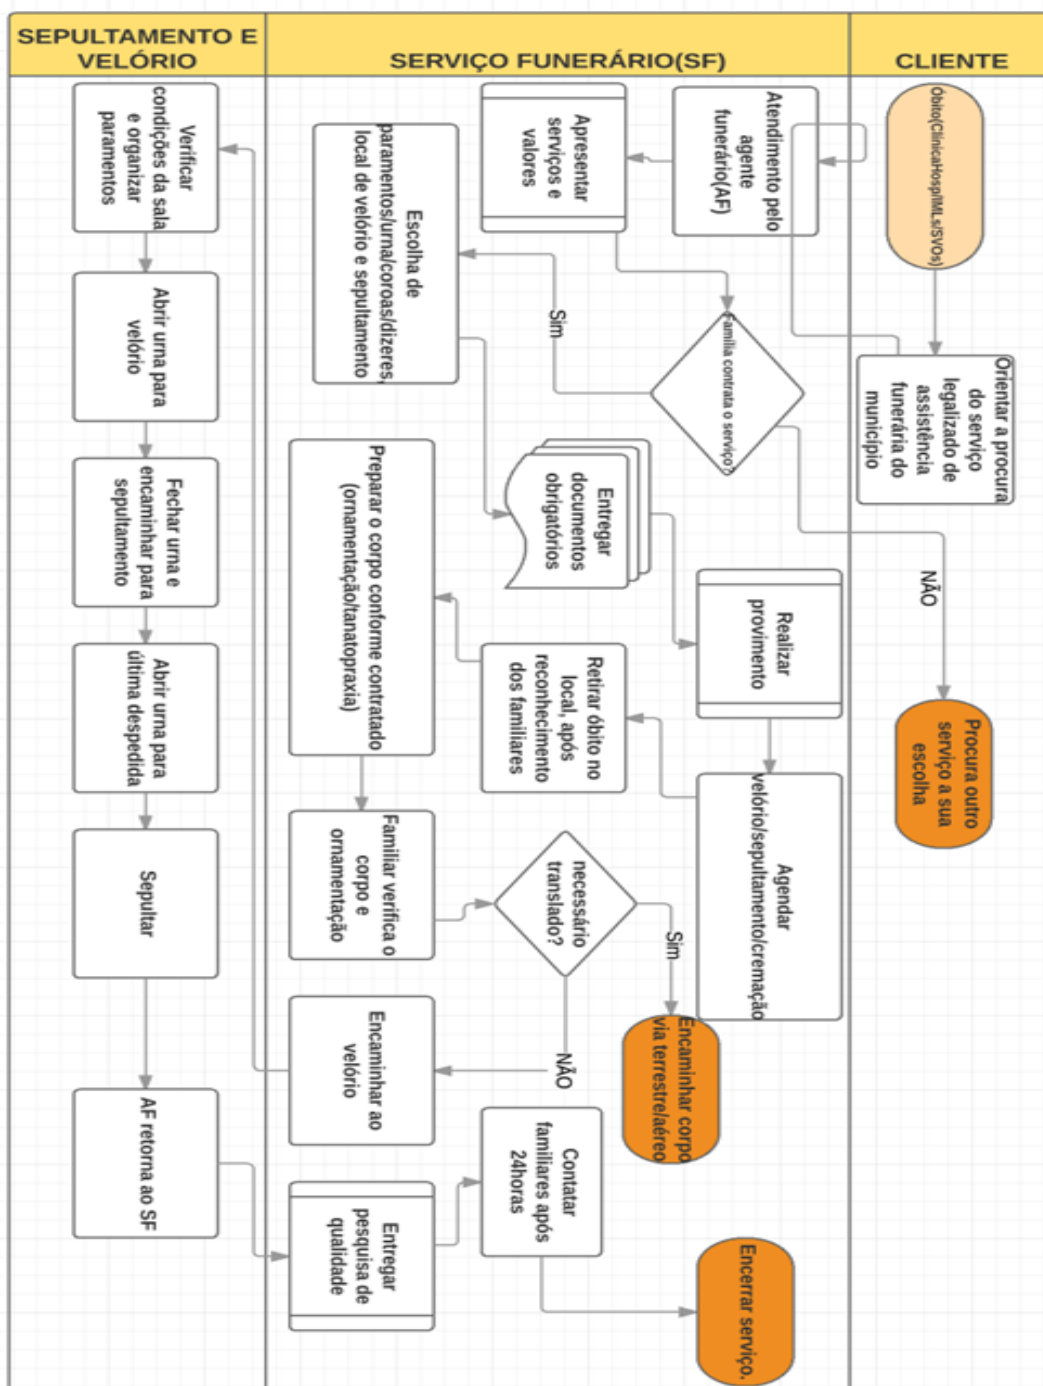 SEPULTAMENTO E
VELÓRIO
SERVIÇO FUNERÁRIO(SF)
CLIENTE
Óbito(ClínicaHosp/IMLs/SVOs)
Orientar a procura
do serviço
legalizado de
assistência
funerária do
município
Atendimento pelo
agente
funerário(AF)
Apresentar
serviços e
valores
Família contrata o serviço?
Sim
NÃO
Procura outro
serviço a sua
escolha
Escolha de
paramentos/urna/coroas/dizeres,
local de velório e sepultamento
Entregar
documentos
obrigatórios
Realizar
provimento
Agendar
velório/sepultamento/cremação
Retirar óbito no
local, após
reconhecimento
dos familiares
Preparar o corpo conforme contratado
(ornamentação/tanatopraxia)
Familiar verifica o
corpo e
ornamentação
necessário
translado?
Sim
Encaminhar corpo
via terrestre/aéreo
NÃO
Encaminhar ao
velório
Verificar
condições da sala
e organizar
paramentos
Abrir urna para
velório
Fechar urna e
encaminhar para
sepultamento
Abrir urna para
última despedida
Sepultar
AF retorna ao SF
Entregar
pesquisa de
qualidade
Contatar
familiares após
24horas
Encerrar serviço.